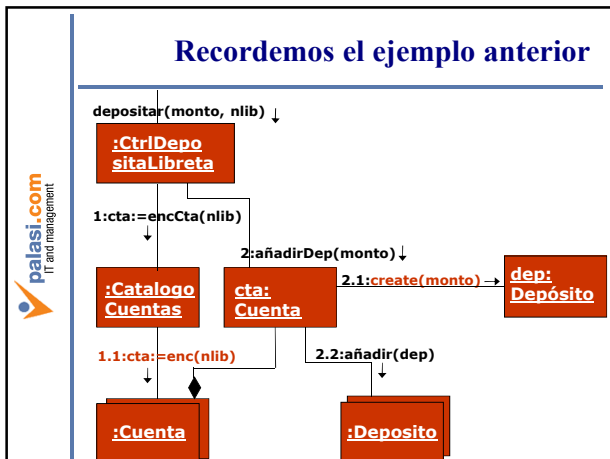 Recordemos el ejemplo anterior
depositar(monto, nlib)
:CtrlDepo
sitaLibreta
1:cta:=encCta(nlib)
2:añadirDep(monto)
:Catalogo
Cuentas
cta:
Cuenta
2.1:create(monto)
dep:
Depósito
1.1:cta:=enc(nlib)
2.2:añadir(dep)
:Cuenta
:Deposito
palasi.com
IT and management